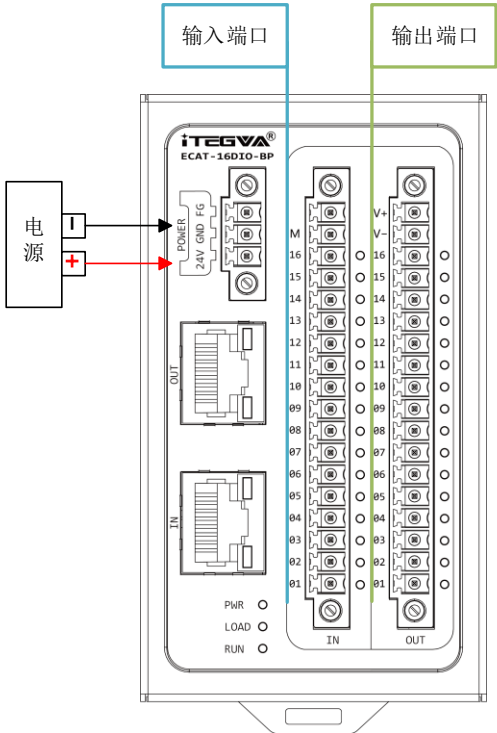 输入端口
输出端口
iTEGVA®
ECAT-16DIO-BP
电源
POWER
24V GND FG
M
16
15
14
13
12
11
10
09
08
07
06
05
04
03
02
01
V+
V-
16
15
14
13
12
11
10
09
08
07
06
05
04
03
02
01
OUT
IN
PWR
LOAD
RUN
IN
OUT